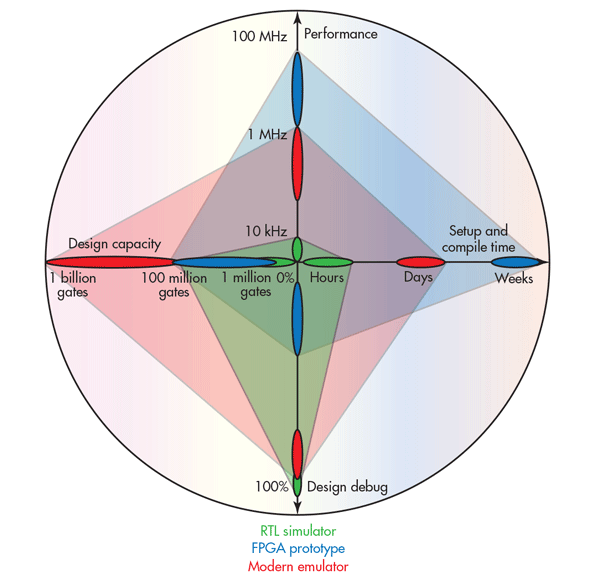 100 MHz
Performance
1 MHz
10 kHz
Design capacity
Setup and
compile time
1 billion
gates
100 million
gates
1 million
gates
0%
Hours
Days
Weeks
100%
Design debug
RTL simulator
FPGA prototype
Modern emulator